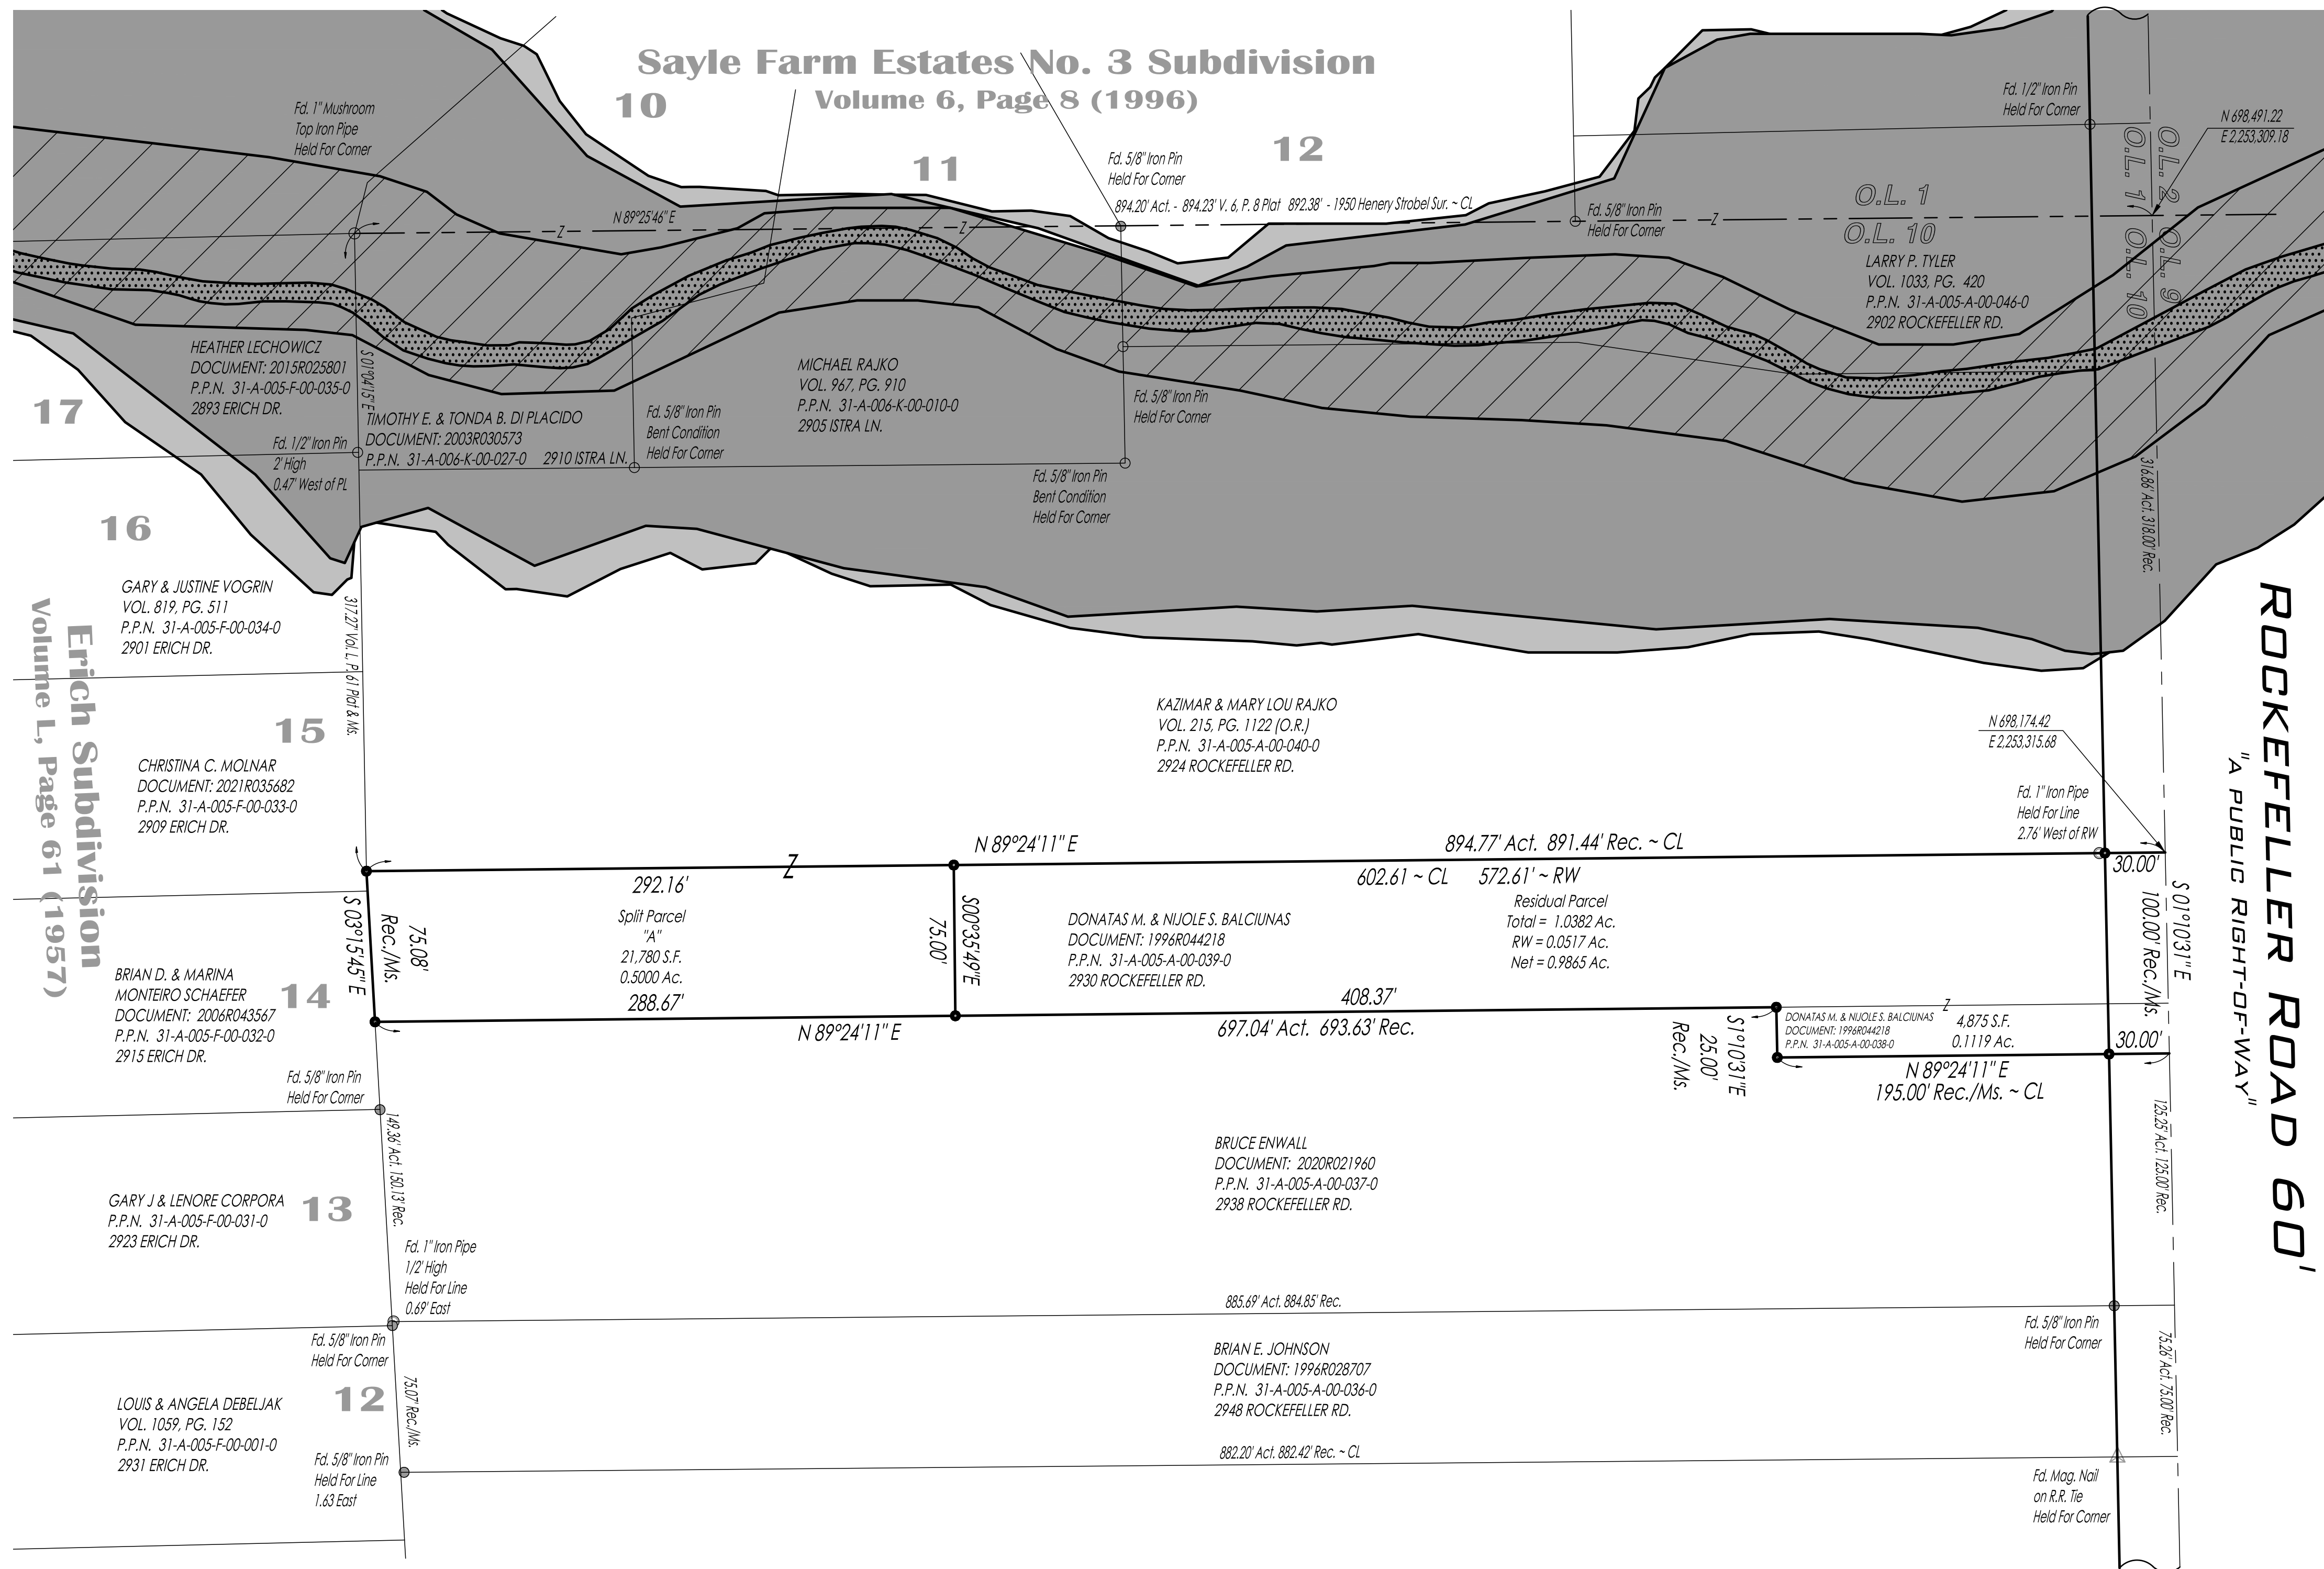 Sayle Farm Estates No. 3 Subdivision
Volume 6, Page 8 (1996)
10
11
12
Fd. 1" Mushroom
Top Iron Pipe
Held For Corner
Fd. 5/8" Iron Pin
Held For Corner
894.20' Act. - 894.23' V. 6, P. 8 Plat 892.38' - 1950 Henery Strobel Sur. ~ CL
N 89°25'46" E
Z
Z
Z
Fd. 5/8" Iron Pin
Held For Corner
Fd. 1/2" Iron Pin
Held For Corner
N 698,491.22
E 2,253,309.18
O.L. 1
O.L. 10
O.L. 1
O.L. 2
O.L. 10
O.L. 9
LARRY P. TYLER
VOL. 1033, PG. 420
P.P.N. 31-A-005-A-00-046-0
2902 ROCKEFELLER RD.
HEATHER LECHOWICZ
DOCUMENT: 2015R025801
P.P.N. 31-A-005-F-00-035-0
2893 ERICH DR.
S 01°04'15" E
TIMOTHY E. & TONDA B. DI PLACIDO
DOCUMENT: 2003R030573
P.P.N. 31-A-006-K-00-027-0 2910 ISTRA LN.
Fd. 5/8" Iron Pin
Bent Condition
Held For Corner
MICHAEL RAJKO
VOL. 967, PG. 910
P.P.N. 31-A-006-K-00-010-0
2905 ISTRA LN.
Fd. 5/8" Iron Pin
Held For Corner
Fd. 5/8" Iron Pin
Bent Condition
Held For Corner
Fd. 1/2" Iron Pin
2' High
0.47' West of PL
316.86' Act. 318.00' Rec.
17
16
GARY & JUSTINE VOGRIN
VOL. 819, PG. 511
P.P.N. 31-A-005-F-00-034-0
2901 ERICH DR.
317.27' Vol. L, P.61 Plat & Ms.
Erich Subdivision
Volume L, Page 61 (1957)
15
CHRISTINA C. MOLNAR
DOCUMENT: 2021R035682
P.P.N. 31-A-005-F-00-033-0
2909 ERICH DR.
KAZIMAR & MARY LOU RAJKO
VOL. 215, PG. 1122 (O.R.)
P.P.N. 31-A-005-A-00-040-0
2924 ROCKEFELLER RD.
N 698,174.42
E 2,253,315.68
Fd. 1" Iron Pipe
Held For Line
2.76' West of RW
ROCKEFELLER ROAD 60'
"A PUBLIC RIGHT-OF-WAY"
N 89°24'11" E
894.77' Act. 891.44' Rec. ~ CL
Z
292.16'
602.61 ~ CL 572.61' ~ RW
30.00'
S 01°10'31" E
100.00' Rec./Ms.
S 03°15'45" E
75.08'
Rec./Ms.
Split Parcel
"A"
21,780 S.F.
0.5000 Ac.
288.67'
S00°35'49"E
75.00'
DONATAS M. & NIJOLE S. BALCIUNAS
DOCUMENT: 1996R044218
P.P.N. 31-A-005-A-00-039-0
2930 ROCKEFELLER RD.
Residual Parcel
Total = 1.0382 Ac.
RW = 0.0517 Ac.
Net = 0.9865 Ac.
408.37'
N 89°24'11" E
697.04' Act. 693.63' Rec.
S1°10'31"E
25.00'
Rec./Ms.
Z
DONATAS M. & NIJOLE S. BALCIUNAS
DOCUMENT: 1996R044218
P.P.N. 31-A-005-A-00-038-0
4,875 S.F.
0.1119 Ac.
30.00'
N 89°24'11" E
195.00' Rec./Ms. ~ CL
BRIAN D. & MARINA
MONTEIRO SCHAEFER
DOCUMENT: 2006R043567
P.P.N. 31-A-005-F-00-032-0
2915 ERICH DR.
14
Fd. 5/8" Iron Pin
Held For Corner
149.36' Act. 150.13' Rec.
125.25' Act. 125.00' Rec.
BRUCE ENWALL
DOCUMENT: 2020R021960
P.P.N. 31-A-005-A-00-037-0
2938 ROCKEFELLER RD.
GARY J & LENORE CORPORA
P.P.N. 31-A-005-F-00-031-0
2923 ERICH DR.
13
Fd. 1" Iron Pipe
1/2' High
Held For Line
0.69' East
885.69' Act. 884.85' Rec.
Fd. 5/8" Iron Pin
Held For Corner
Fd. 5/8" Iron Pin
Held For Corner
BRIAN E. JOHNSON
DOCUMENT: 1996R028707
P.P.N. 31-A-005-A-00-036-0
2948 ROCKEFELLER RD.
75.26' Act. 75.00' Rec.
12
75.07' Rec./Ms.
LOUIS & ANGELA DEBELJAK
VOL. 1059, PG. 152
P.P.N. 31-A-005-F-00-001-0
2931 ERICH DR.
Fd. 5/8" Iron Pin
Held For Line
1.63 East
882.20' Act. 882.42' Rec. ~ CL
Fd. Mag. Nail
on R.R. Tie
Held For Corner